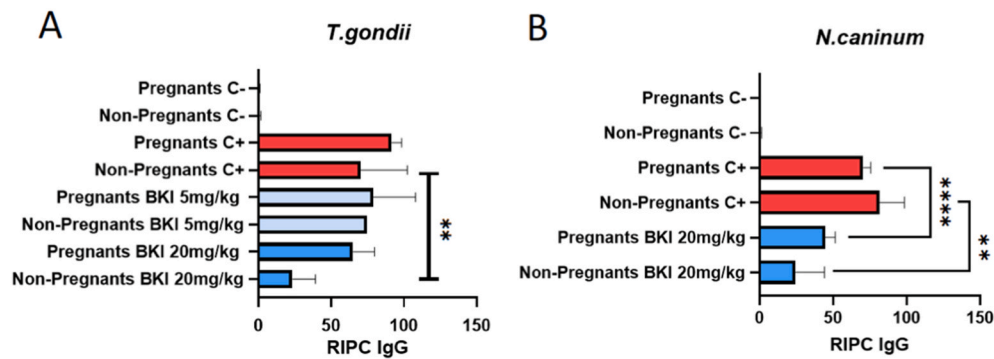 A
T.gondii
Pregnants C-
Non-Pregnants C-
Pregnants C+
Non-Pregnants C+
Pregnants BKI 5mg/kg
Non-Pregnants BKI 5mg/kg
Pregnants BKI 20mg/kg
Non-Pregnants BKI 20mg/kg
**
0 50 100 150
RIPC IgG
B
N.caninum
Pregnants C-
Non-Pregnants C-
Pregnants C+
Non-Pregnants C+
Pregnants BKI 20mg/kg
Non-Pregnants BKI 20mg/kg
****
**
0 50 100 150
RIPC IgG